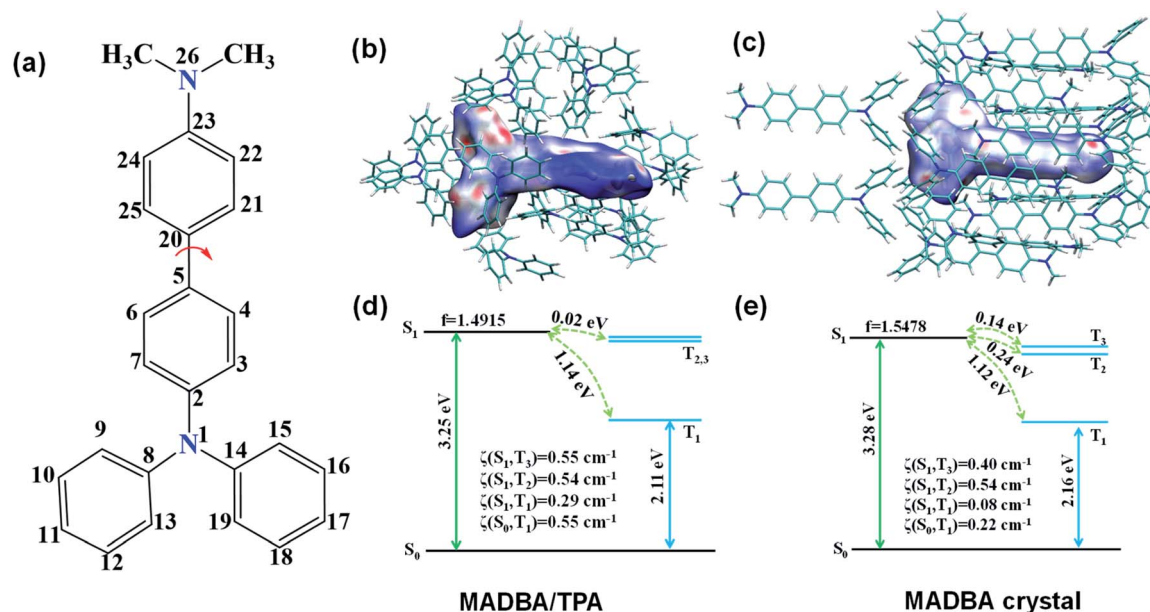 (a)
H₃C
26
N
CH₃
23
24
22
25
21
20
5
6
4
7
3
2
9
N
1
15
8
14
10
16
13
19
11
17
12
18
(b)
(c)
(d)
S₁
f=1.4915
0.02 eV
T₂,₃
1.14 eV
3.25 eV
T₁
ζ(S₁,T₃)=0.55 cm⁻¹
ζ(S₁,T₂)=0.54 cm⁻¹
ζ(S₁,T₁)=0.29 cm⁻¹
ζ(S₀,T₁)=0.55 cm⁻¹
2.11 eV
S₀
MADBA/TPA
(e)
S₁
f=1.5478
0.14 eV
T₃
0.24 eV
T₂
1.12 eV
3.28 eV
T₁
ζ(S₁,T₃)=0.40 cm⁻¹
ζ(S₁,T₂)=0.54 cm⁻¹
ζ(S₁,T₁)=0.08 cm⁻¹
ζ(S₀,T₁)=0.22 cm⁻¹
2.16 eV
S₀
MADBA crystal